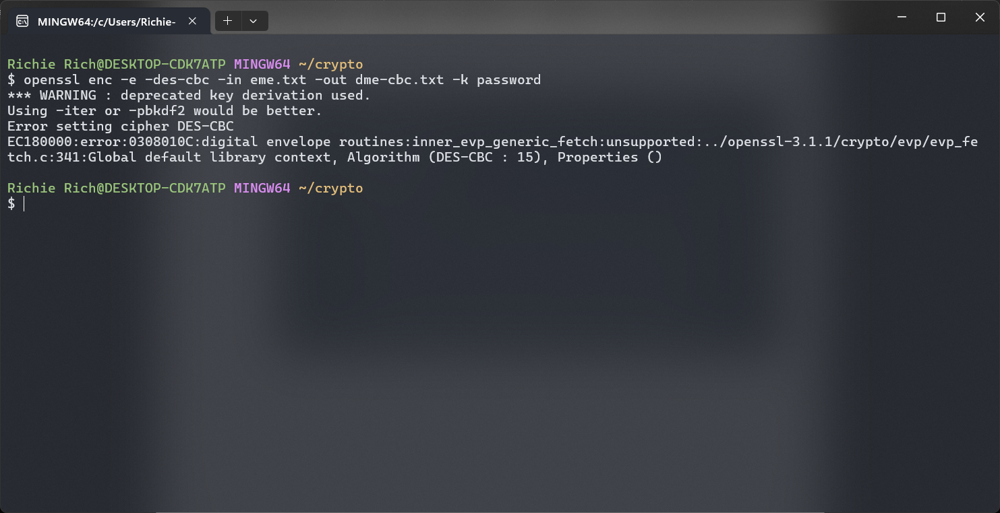 MINGW64:/c/Users/Richie-
Richie Rich@DESKTOP-CDK7ATP MINGW64 ~/crypto
$ openssl enc -e -des-cbc -in eme.txt -out dme-cbc.txt -k password
*** WARNING : deprecated key derivation used.
Using -iter or -pbkdf2 would be better.
Error setting cipher DES-CBC
EC180000:error:0308010C:digital envelope routines:inner_evp_generic_fetch:unsupported:../openssl-3.1.1/crypto/evp/evp_fe
tch.c:341:Global default library context, Algorithm (DES-CBC : 15), Properties ()
Richie Rich@DESKTOP-CDK7ATP MINGW64 ~/crypto
$